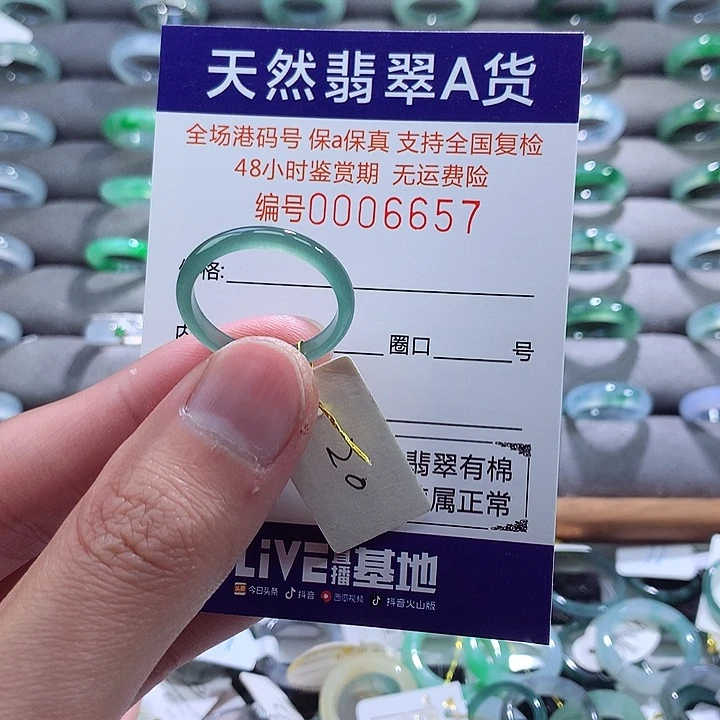 天然翡翠A货
全场港码号 保a保真 支持全国复检
48小时鉴赏期 无运费险
编号0006657
格:
内 圈口 号
翡翠有棉
属正常
LiVE直播基地
今日头条 抖音 西瓜视频 抖音火山版